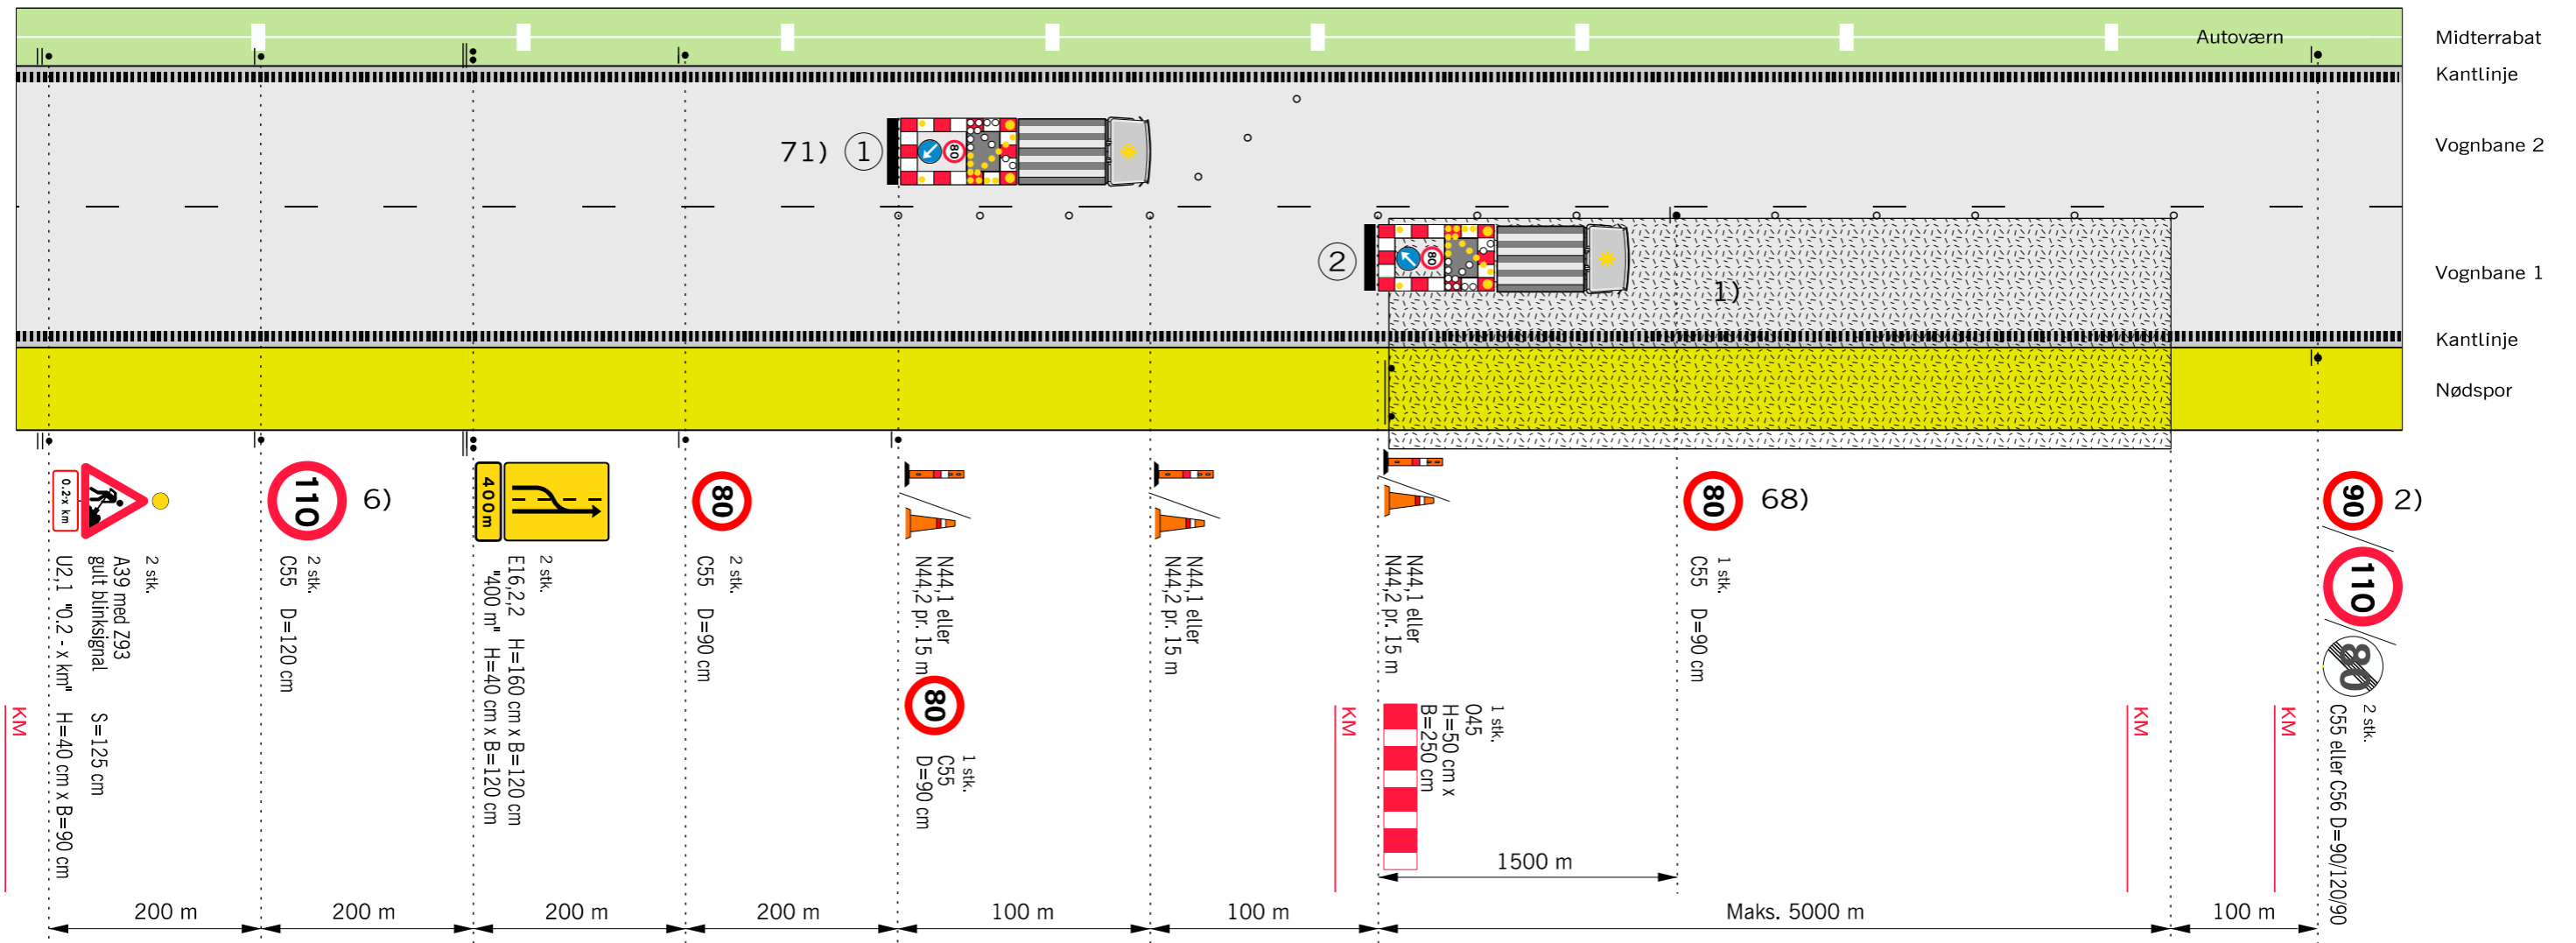 Autoværn
Midterrabat
Kantlinje
Vognbane 2
Vognbane 1
Kantlinje
Nødspor
71)
1
80
2
80
1)
0.2-x km
2 stk.
A39 med Z93
gult blinksignal S=125 cm
U2,1 "0.2 - x km" H=40 cm x B=90 cm
110
6)
2 stk.
C55 D=120 cm
400m
2 stk.
E16,2,2 H=160 cm x B=120 cm
"400 m" H=40 cm x B=120 cm
80
2 stk.
C55 D=90 cm
N44,1 eller
N44,2 pr. 15 m
80
1 stk.
C55
D=90 cm
N44,1 eller
N44,2 pr. 15 m
N44,1 eller
N44,2 pr. 15 m
1 stk.
O45
H=50 cm x
B=250 cm
80
68)
1 stk.
C55 D=90 cm
90
2)
110
80
2 stk.
C55 eller C56 D=90/120/90
KM
KM
KM
KM
1500 m
200 m
200 m
200 m
200 m
100 m
100 m
Maks. 5000 m
100 m